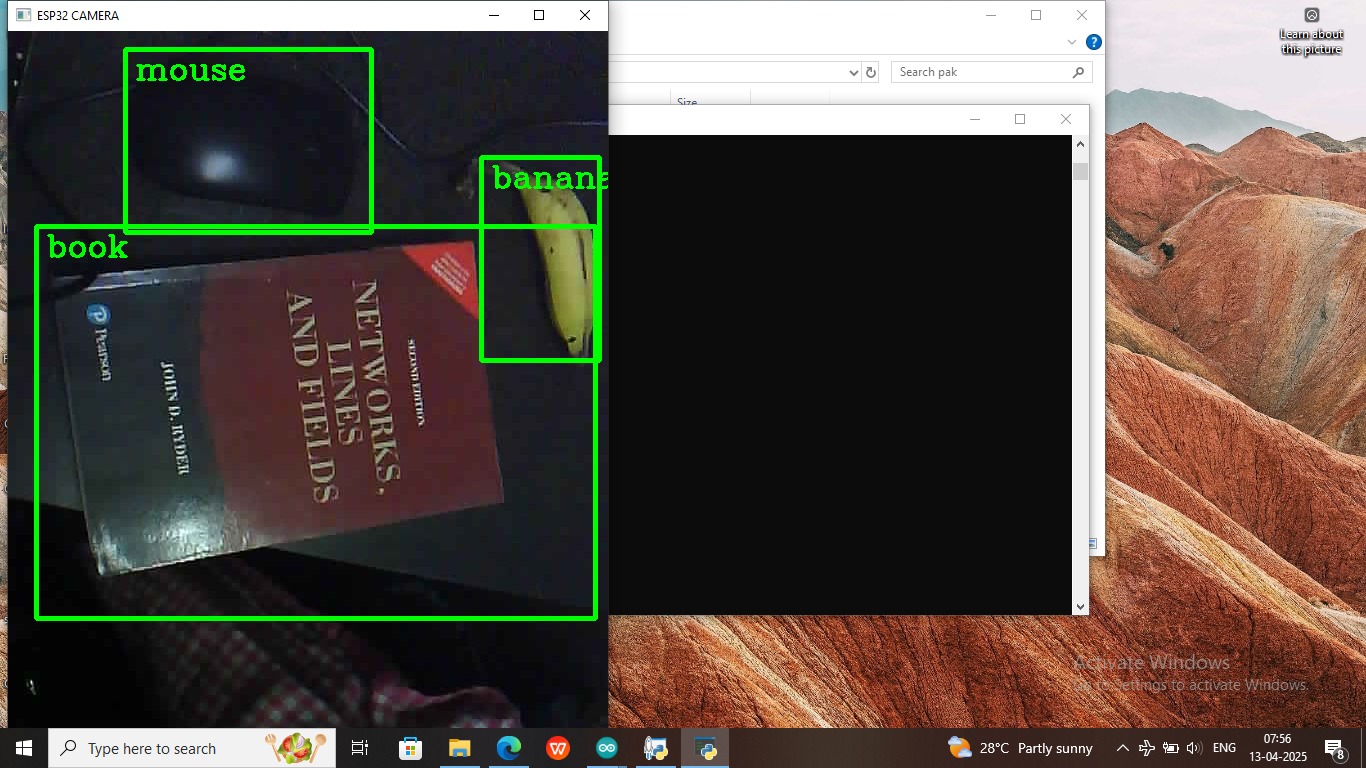 ESP32 CAMERA
mouse
banana
book
Pearson
JOHN D. RYDER
NETWORKS,
LINES
AND FIELDS
SECOND EDITION
Search pak
Size
Learn about
this picture
Activate Windows
Go to Settings to activate Windows.
Type here to search
28°C Partly sunny
ENG
07:56
13-04-2025
8